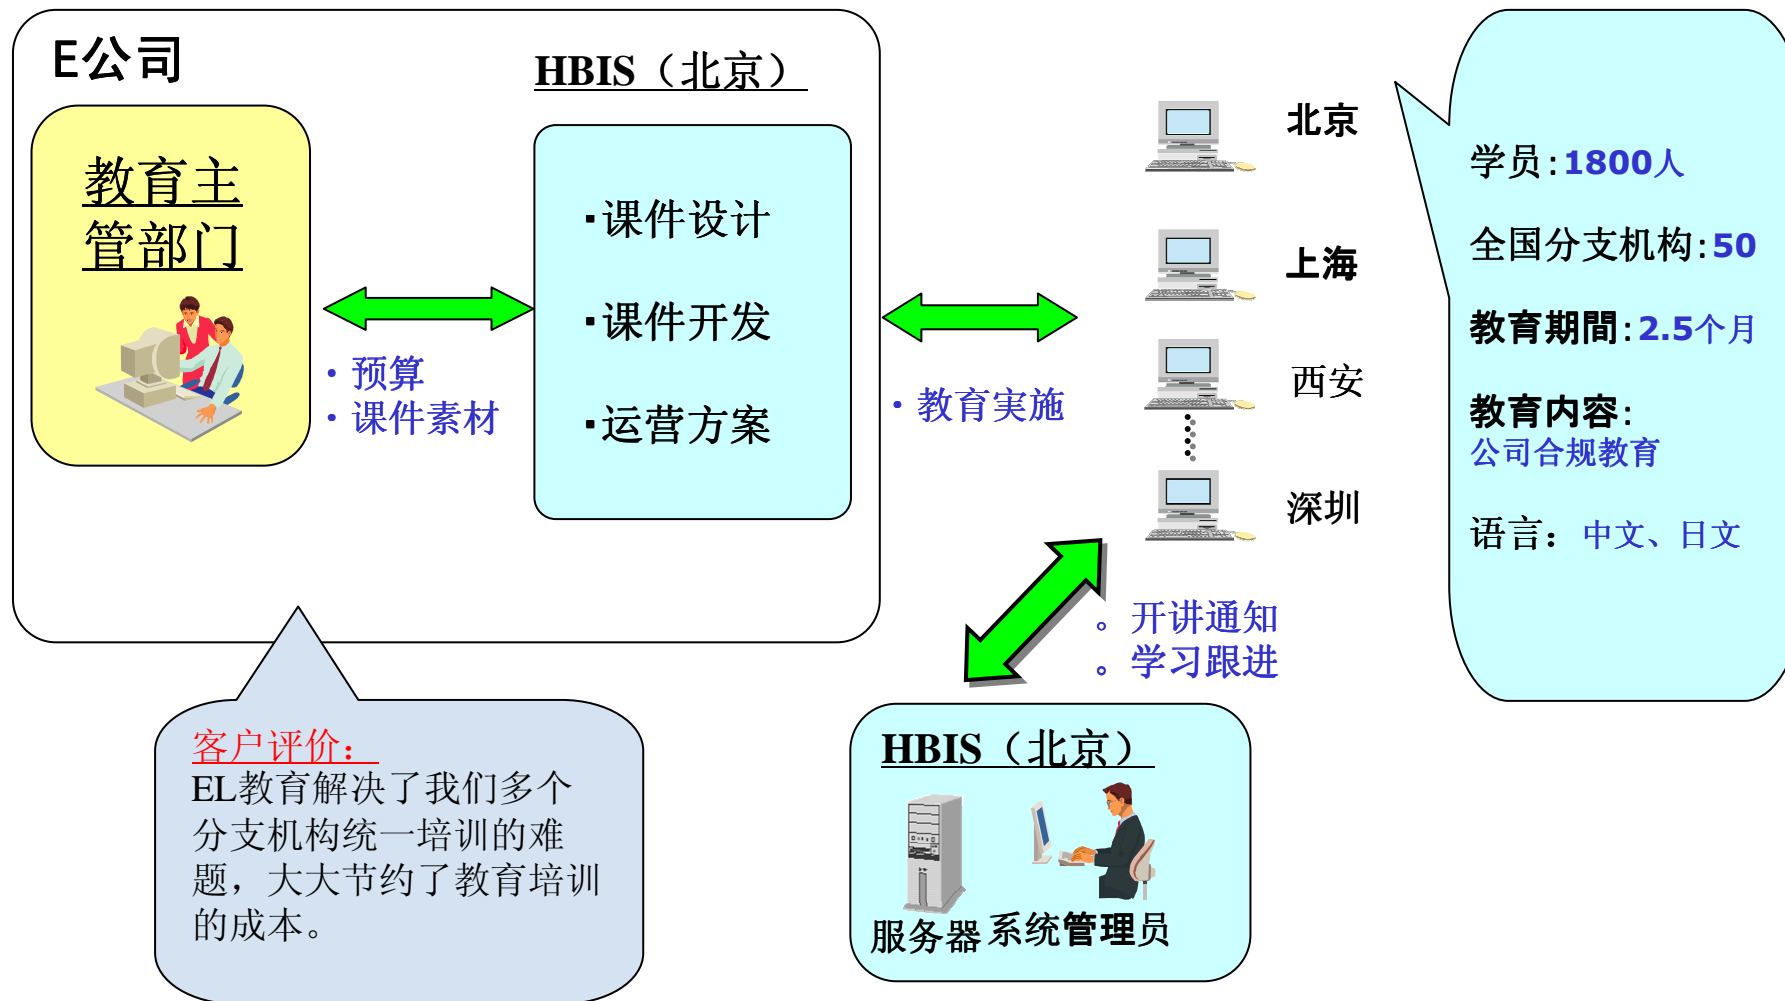 E公司
教育主
管部门
・预算
・课件素材
HBIS（北京）
▪课件设计
▪课件开发
▪运营方案
・教育実施
北京
上海
西安
深圳
学员:1800人
全国分支机构:50
教育期間:2.5个月
教育内容:
公司合规教育
语言：中文、日文
。开讲通知
。学习跟进
客户评价：
EL教育解决了我们多个
分支机构统一培训的难
题，大大节约了教育培训
的成本。
HBIS（北京）
服务器
系统管理员